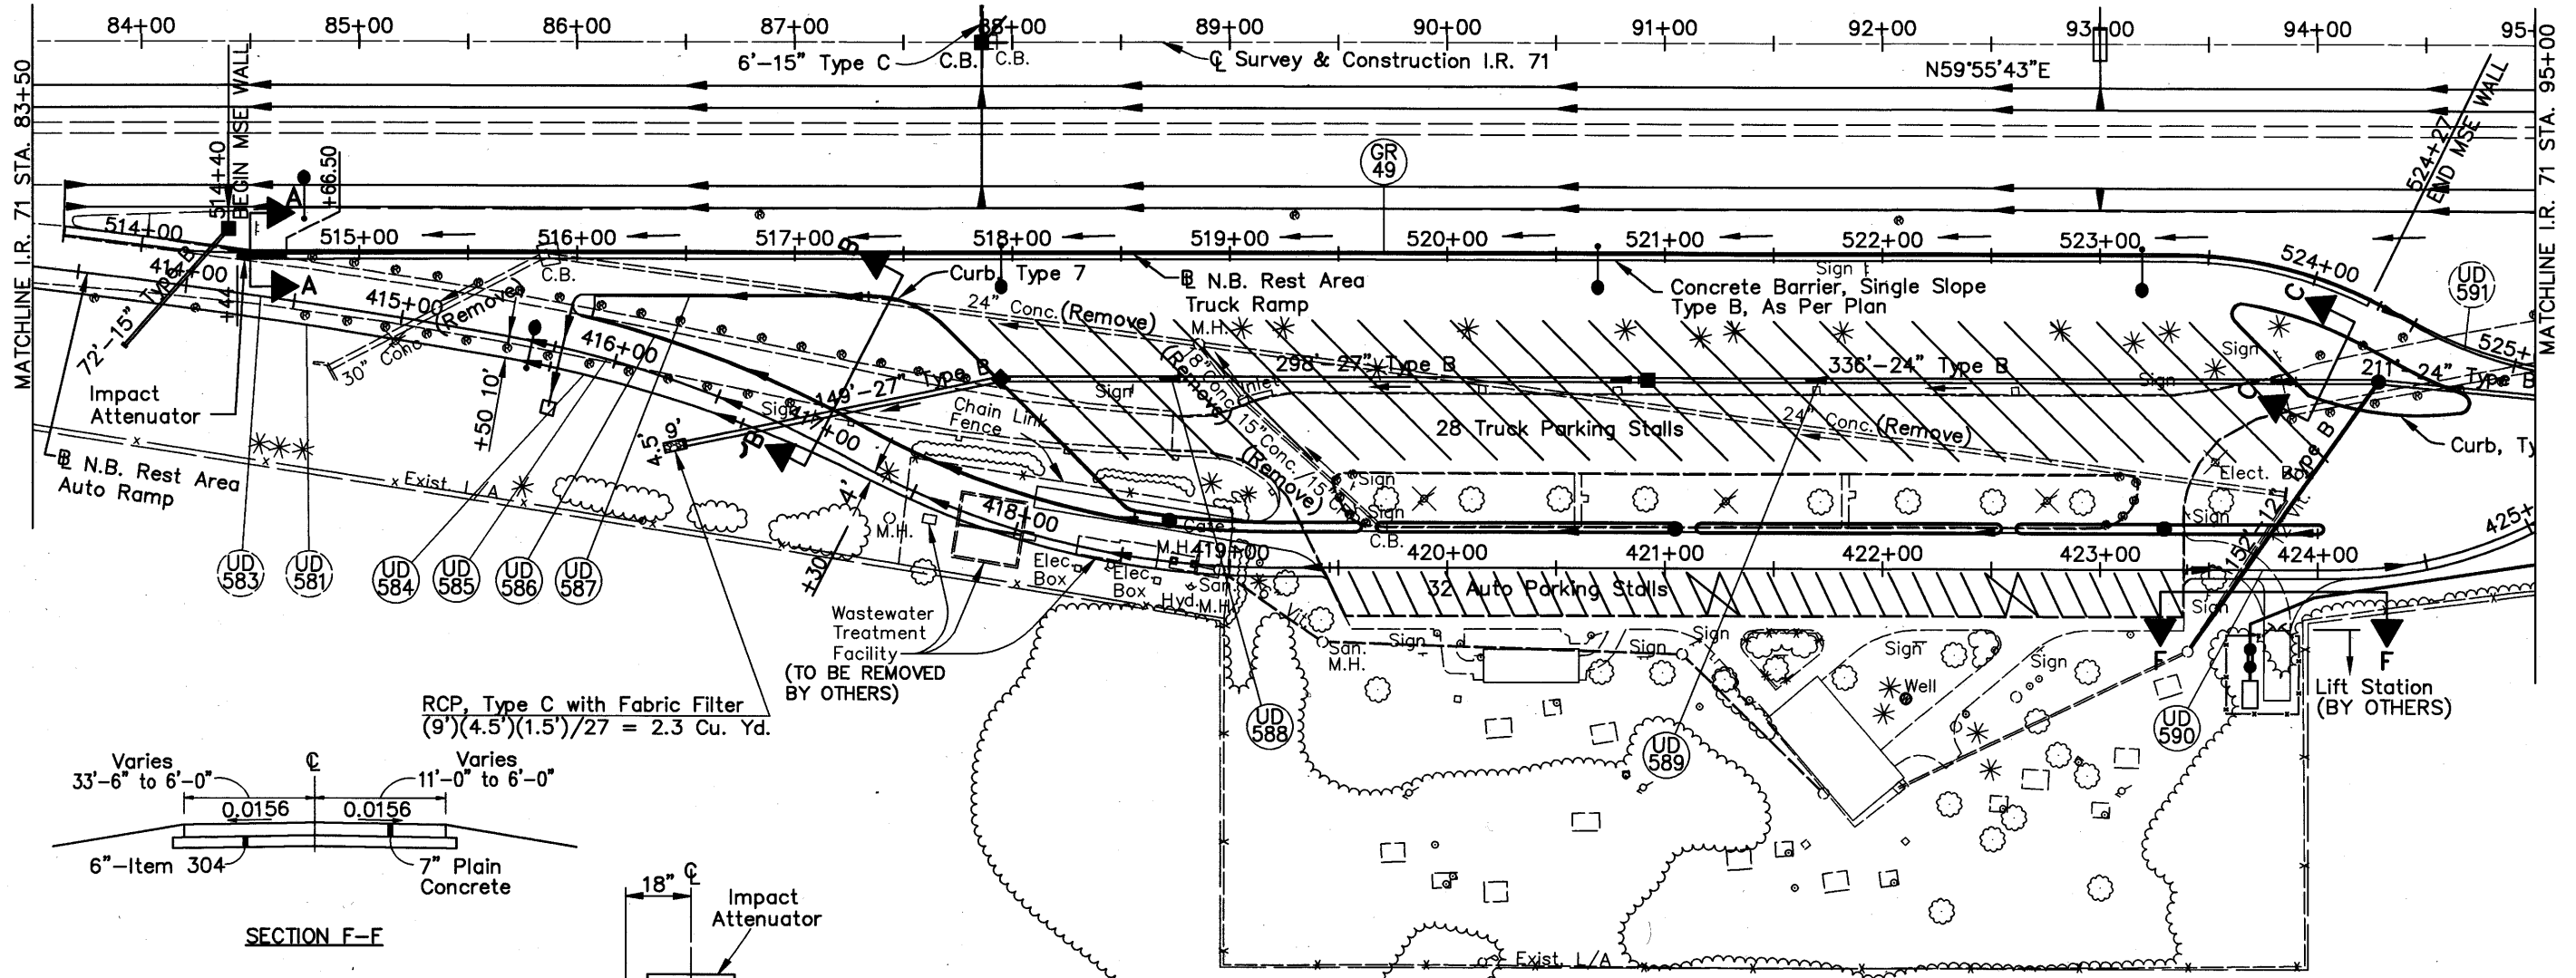 84+00 85+00 86+00 87+00 88+00 89+00 90+00 91+00 92+00 93+00 94+00 95+00
MATCHLINE I.R. 71 STA. 83+50
MATCHLINE I.R. 71 STA. 95+00
6'-15" Type C
C.B.
C.B.
℄ Survey & Construction I.R. 71
N59°55'43"E
514+40
BEGIN MSE WALL
+66.50
A
A
524+27
END MSE WALL
GR
49
514+00 515+00 516+00 517+00 518+00 519+00 520+00 521+00 522+00 523+00 524+00
UD
591
C.B.
B
Curb, Type 7
N.B. Rest Area
Truck Ramp
Sign
Concrete Barrier, Single Slope
Type B, As Per Plan
C
C
414+00
415+00
416+00
417+00
418+00
419+00 420+00 421+00 422+00 423+00 424+00
+44
72'-15" Type B
30" Conc. (Remove)
24" Conc. (Remove)
M.H.
(Remove)
Inlet
298'-27" Type B
336'-24" Type B
Sign
Sign
211'-24" Type B
Impact
Attenuator
+50 10'
Sign
149'-27" Type B
Sign
Chain Link
Fence
15" Conc.
(Remove)
24" Conc. (Remove)
28 Truck Parking Stalls
Curb,
4.5'
9'
B
N.B. Rest Area
Auto Ramp
Exist. L/A
Elect. Box
+30 4'
M.H.
Gate
Sign
C.B.
Sign
1152'-12" Type B
UD
583
UD
581
UD
584
UD
585
UD
586
UD
587
Elec.
Box
Elec.
Box
M.H.
Hyd.
San.
M.H.
Vit.
32 Auto Parking Stalls
Sign
Wastewater
Treatment
Facility
(TO BE REMOVED
BY OTHERS)
San.
M.H.
Sign
Sign
Sign
Sign
Sign
Well
F
F
Lift Station
(BY OTHERS)
RCP, Type C with Fabric Filter
(9')(4.5')(1.5')/27 = 2.3 Cu. Yd.
UD
588
UD
589
UD
590
Varies
33'-6" to 6'-0"
℄
Varies
11'-0" to 6'-0"
0.0156
0.0156
6"-Item 304
7" Plain
Concrete
SECTION F-F
18"
℄
Impact
Attenuator
Exist. L/A